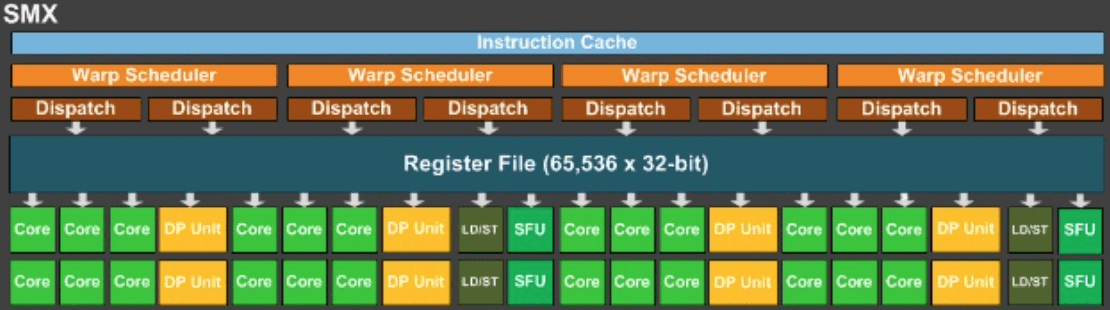 SMX
Instruction Cache
Warp Scheduler Warp Scheduler Warp Scheduler Warp Scheduler
Dispatch Dispatch Dispatch Dispatch Dispatch Dispatch Dispatch Dispatch
Register File (65,536 x 32-bit)
Core Core Core DP Unit Core Core Core DP Unit LD/ST SFU Core Core Core DP Unit Core Core Core DP Unit LD/ST SFU
Core Core Core DP Unit Core Core Core DP Unit LD/ST SFU Core Core Core DP Unit Core Core Core DP Unit LD/ST SFU